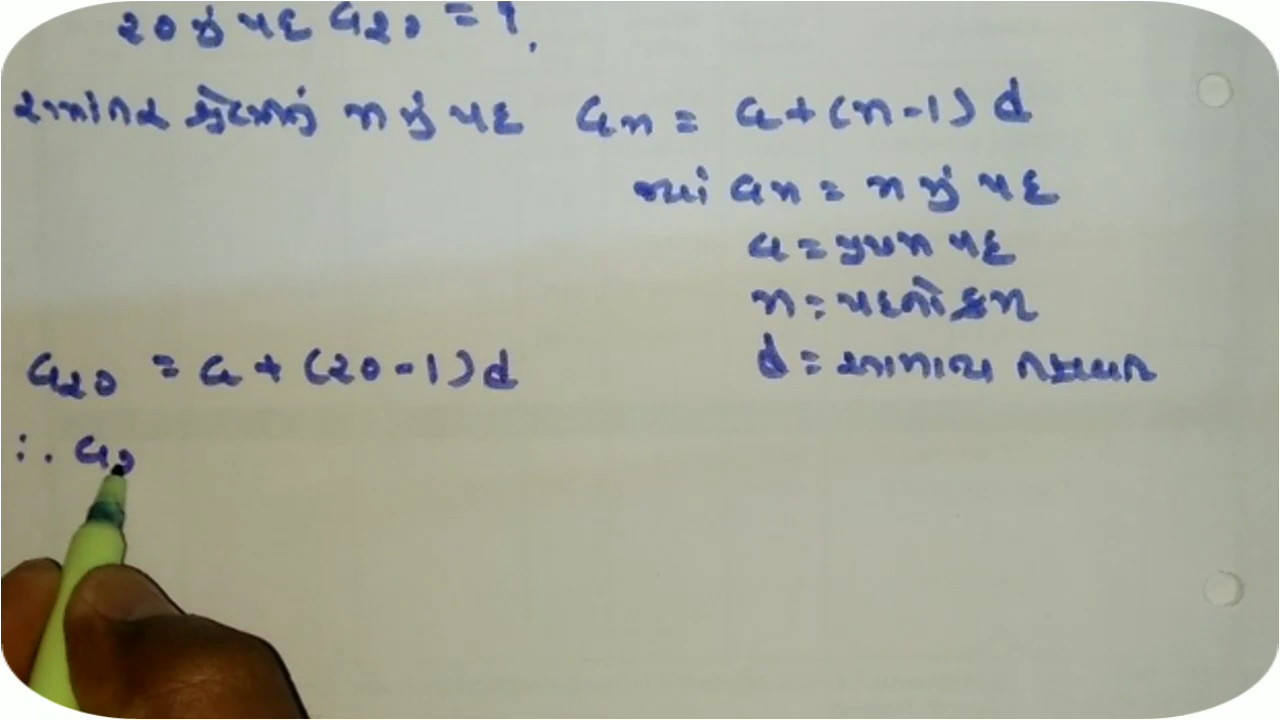 20 મું પદ a20 = ?
સમાંતર શ્રેણીનું n મું પદ an = a + (n-1) d
જ્યાં an = n મું પદ
a = પ્રથમ પદ
n = પદનો ક્રમ
d = સામાન્ય તફાવત
a20 = a + (20-1) d
∴ a2